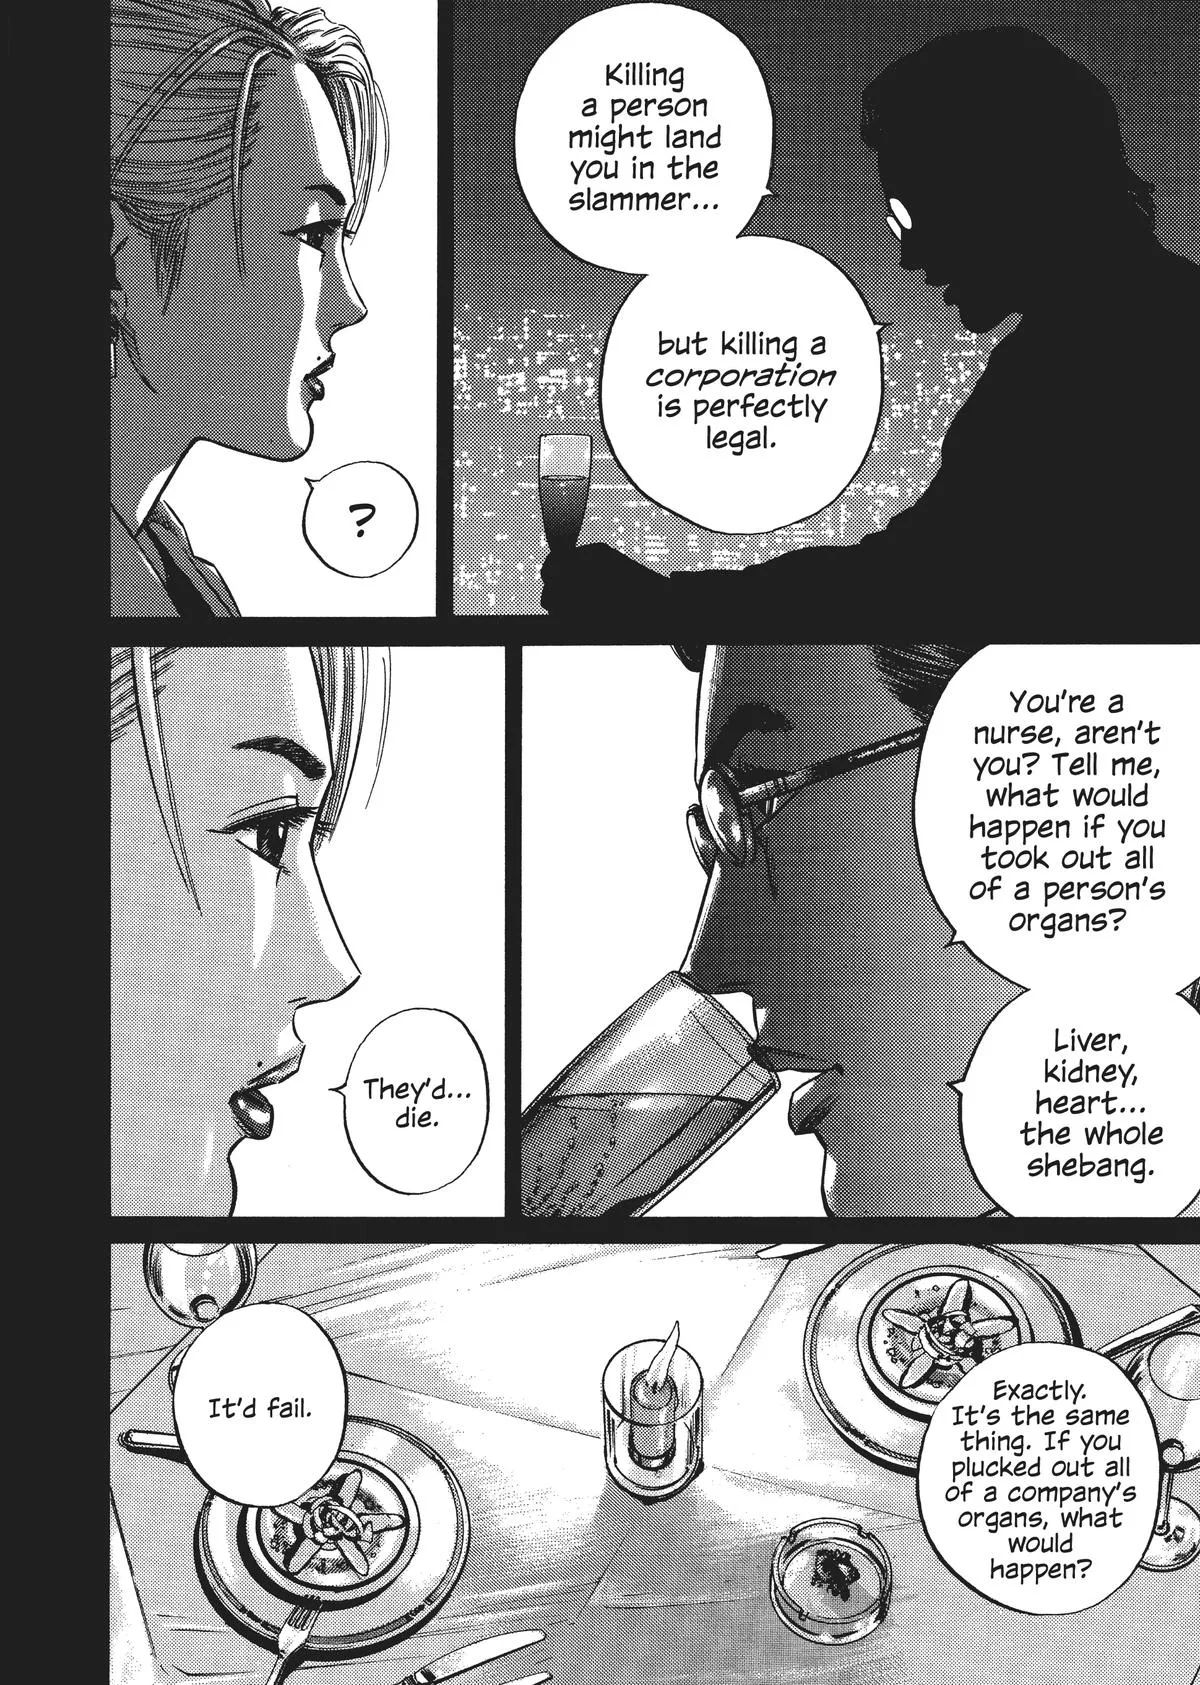 Killing
a person
might land
you in the
slammer...
but killing a
corporation
is perfectly
legal.
?
You're a
nurse, aren't
you? Tell me,
what would
happen if you
took out all
of a person's
organs?
Liver,
kidney,
heart...
the whole
shebang.
They'd...
die.
Exactly.
It's the same
thing. If you
plucked out all
of a company's
organs, what
would
happen?
It'd fail.